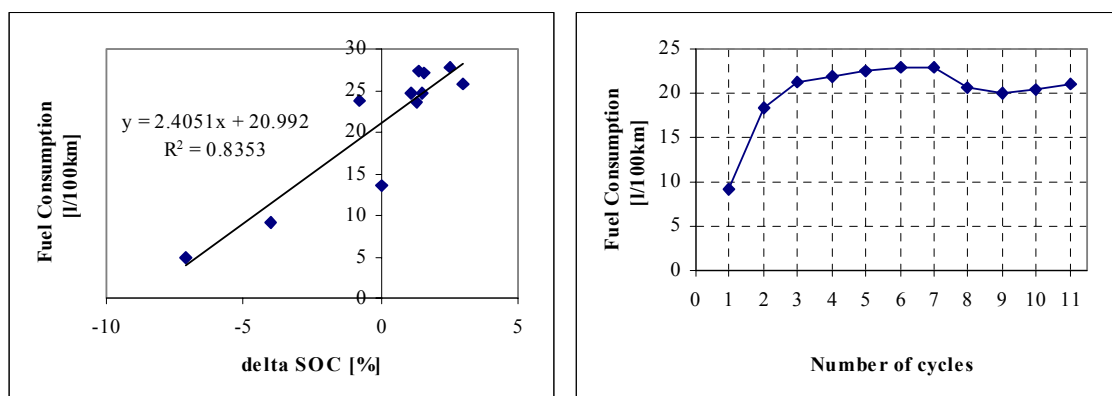 Fuel Consumption
[l/100km]
30
25
20
15
10
5
0
y = 2.4051x + 20.992
R² = 0.8353
-10 -5 0 5
delta SOC [%]
Fuel Consumption
[l/100km]
25
20
15
10
5
0
0 1 2 3 4 5 6 7 8 9 10 11
Number of cycles